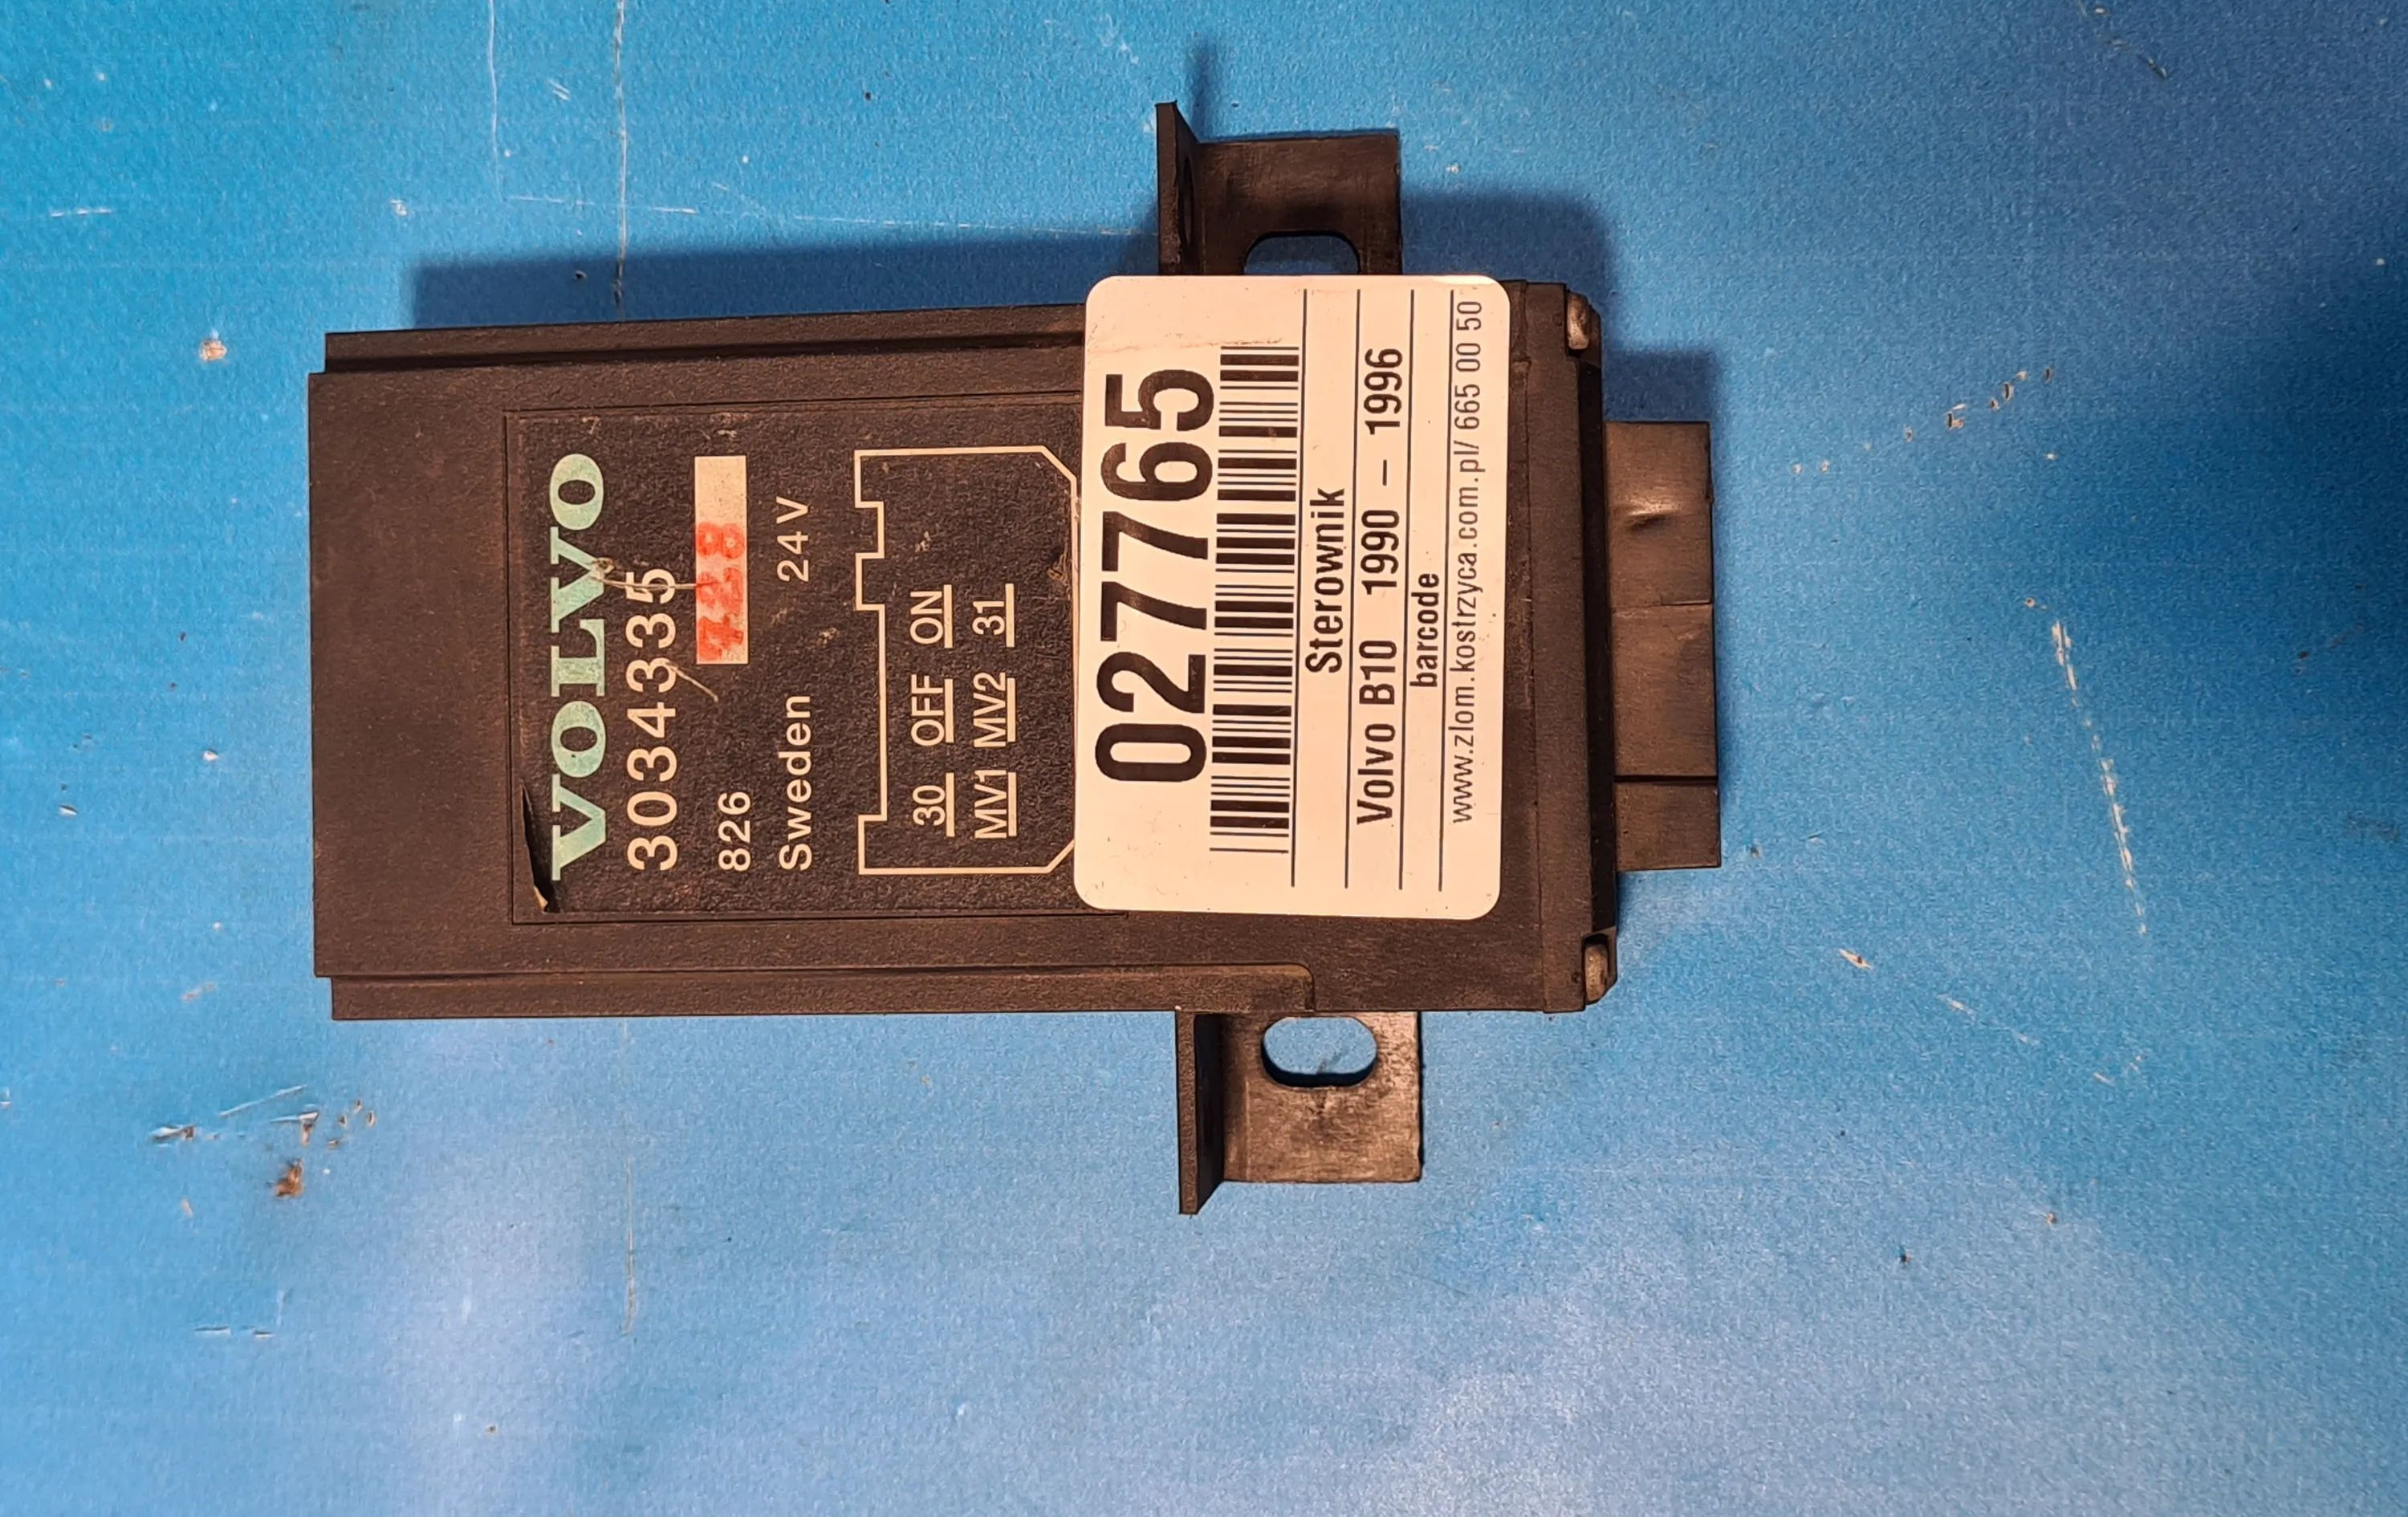 VOLVO
3034335
826 728
Sweden 24V
30 OFF ON
MV1 MV2 31
027765
Sterownik
Volvo B10 1990 – 1996
barcode
www.zlom.kostrzyca.com.pl/ 665 00 50